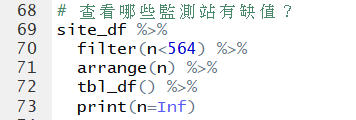 68 # 查看哪些監測站有缺值？
69 site_df %>%
70   filter(n<564) %>%
71   arrange(n) %>%
72   tbl_df() %>%
73   print(n=Inf)